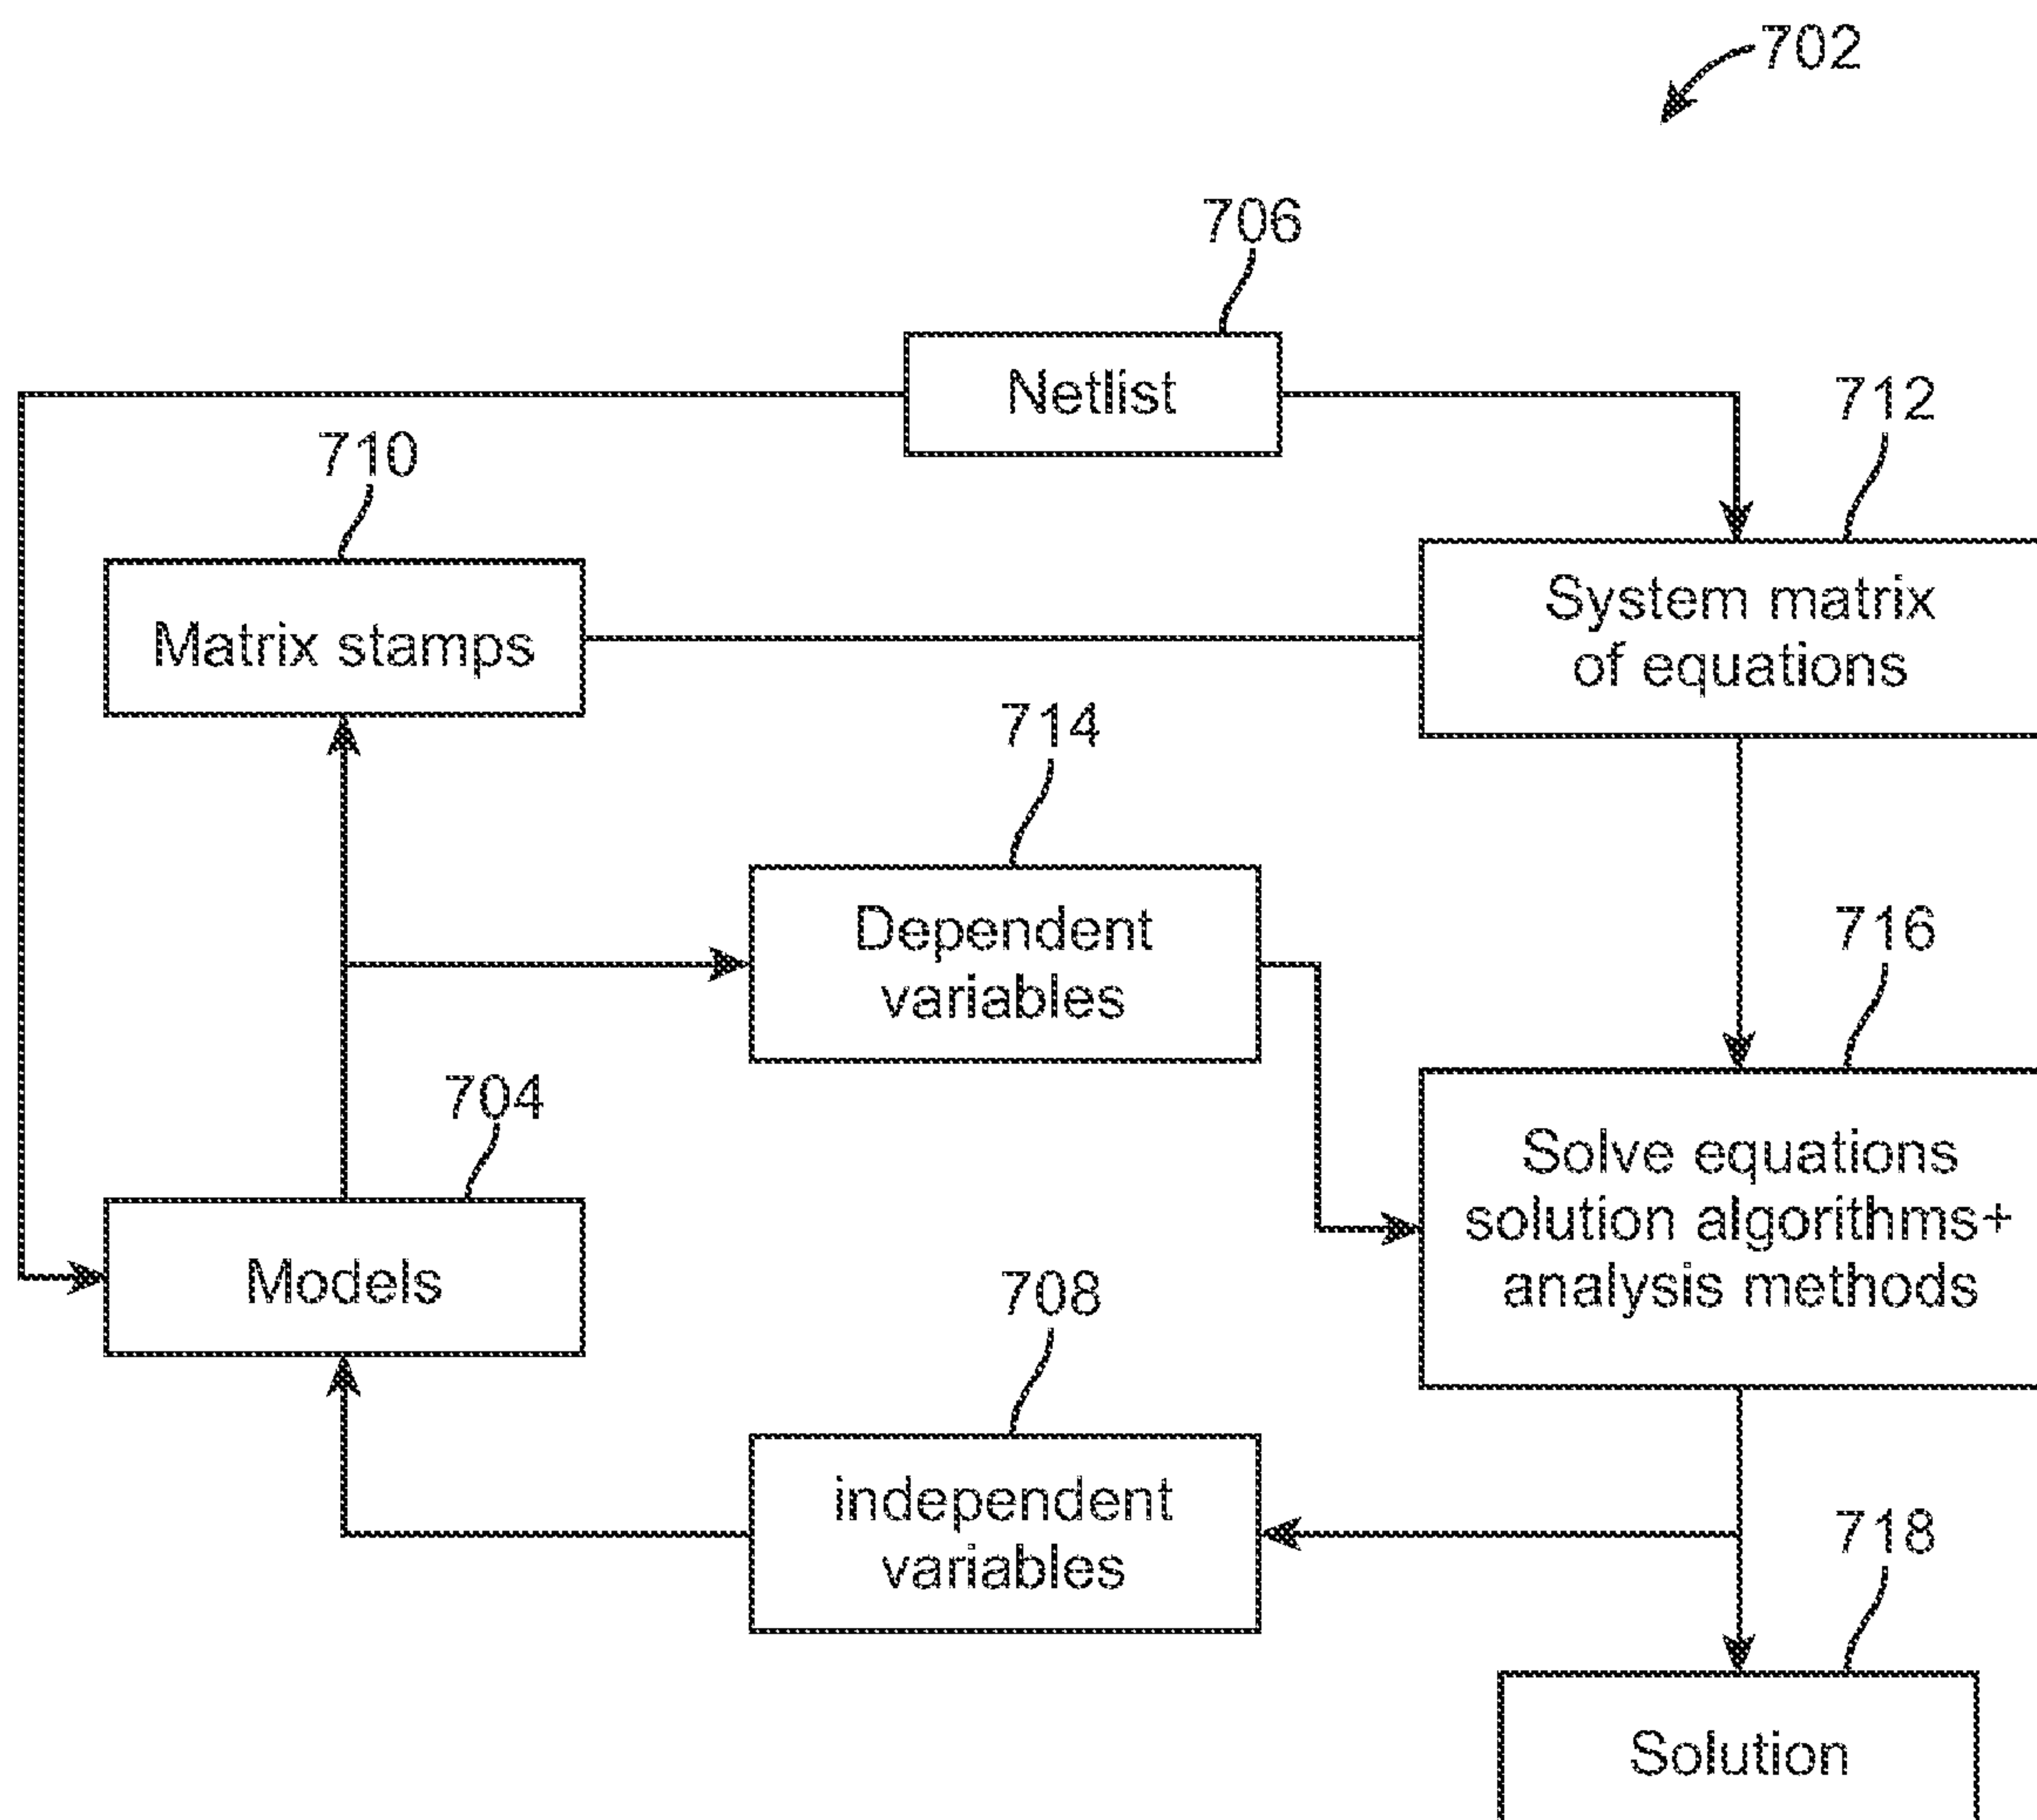 702
706
Netlist
712
710
System matrix
of equations
Matrix stamps
714
Dependent
variables
716
704
Solve equations
solution algorithms+
analysis methods
Models
708
independent
variables
718
Solution